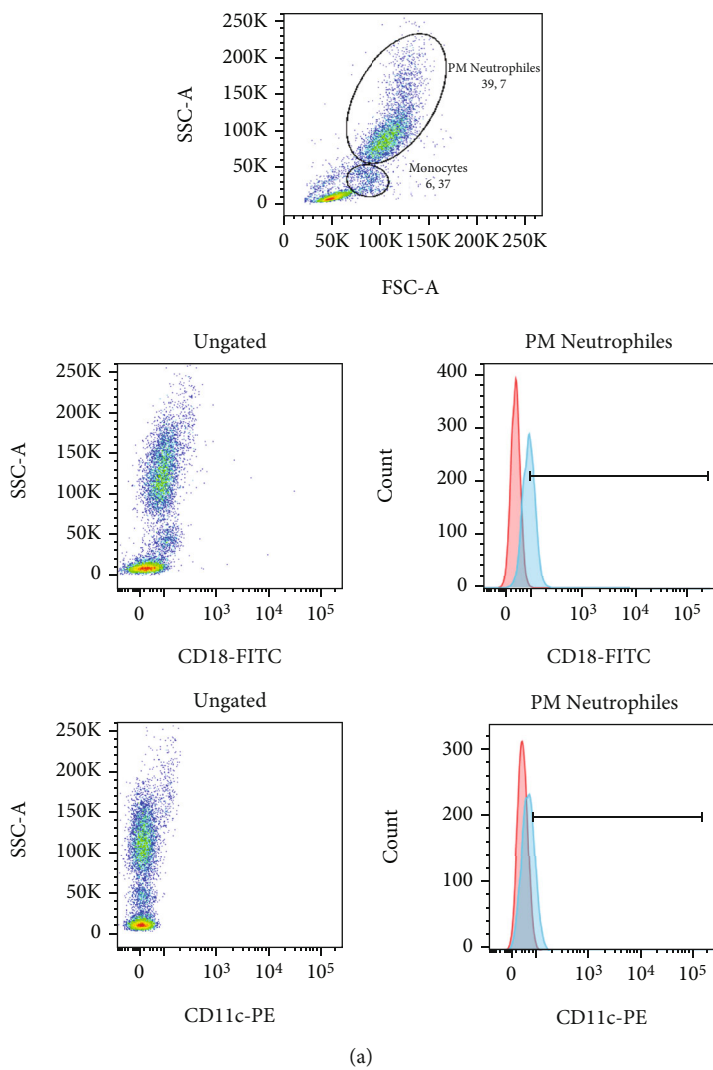 250K
200K
150K
100K
50K
0
SSC-A
PM Neutrophiles
39, 7
Monocytes
6, 37
0 50K 100K 150K 200K 250K
FSC-A
Ungated
250K
200K
150K
100K
50K
0
SSC-A
0 10³ 10⁴ 10⁵
CD18-FITC
PM Neutrophiles
400
300
200
100
0
Count
0 10³ 10⁴ 10⁵
CD18-FITC
Ungated
250K
200K
150K
100K
50K
0
SSC-A
0 10³ 10⁴ 10⁵
CD11c-PE
PM Neutrophiles
300
200
100
0
Count
0 10³ 10⁴ 10⁵
CD11c-PE
(a)